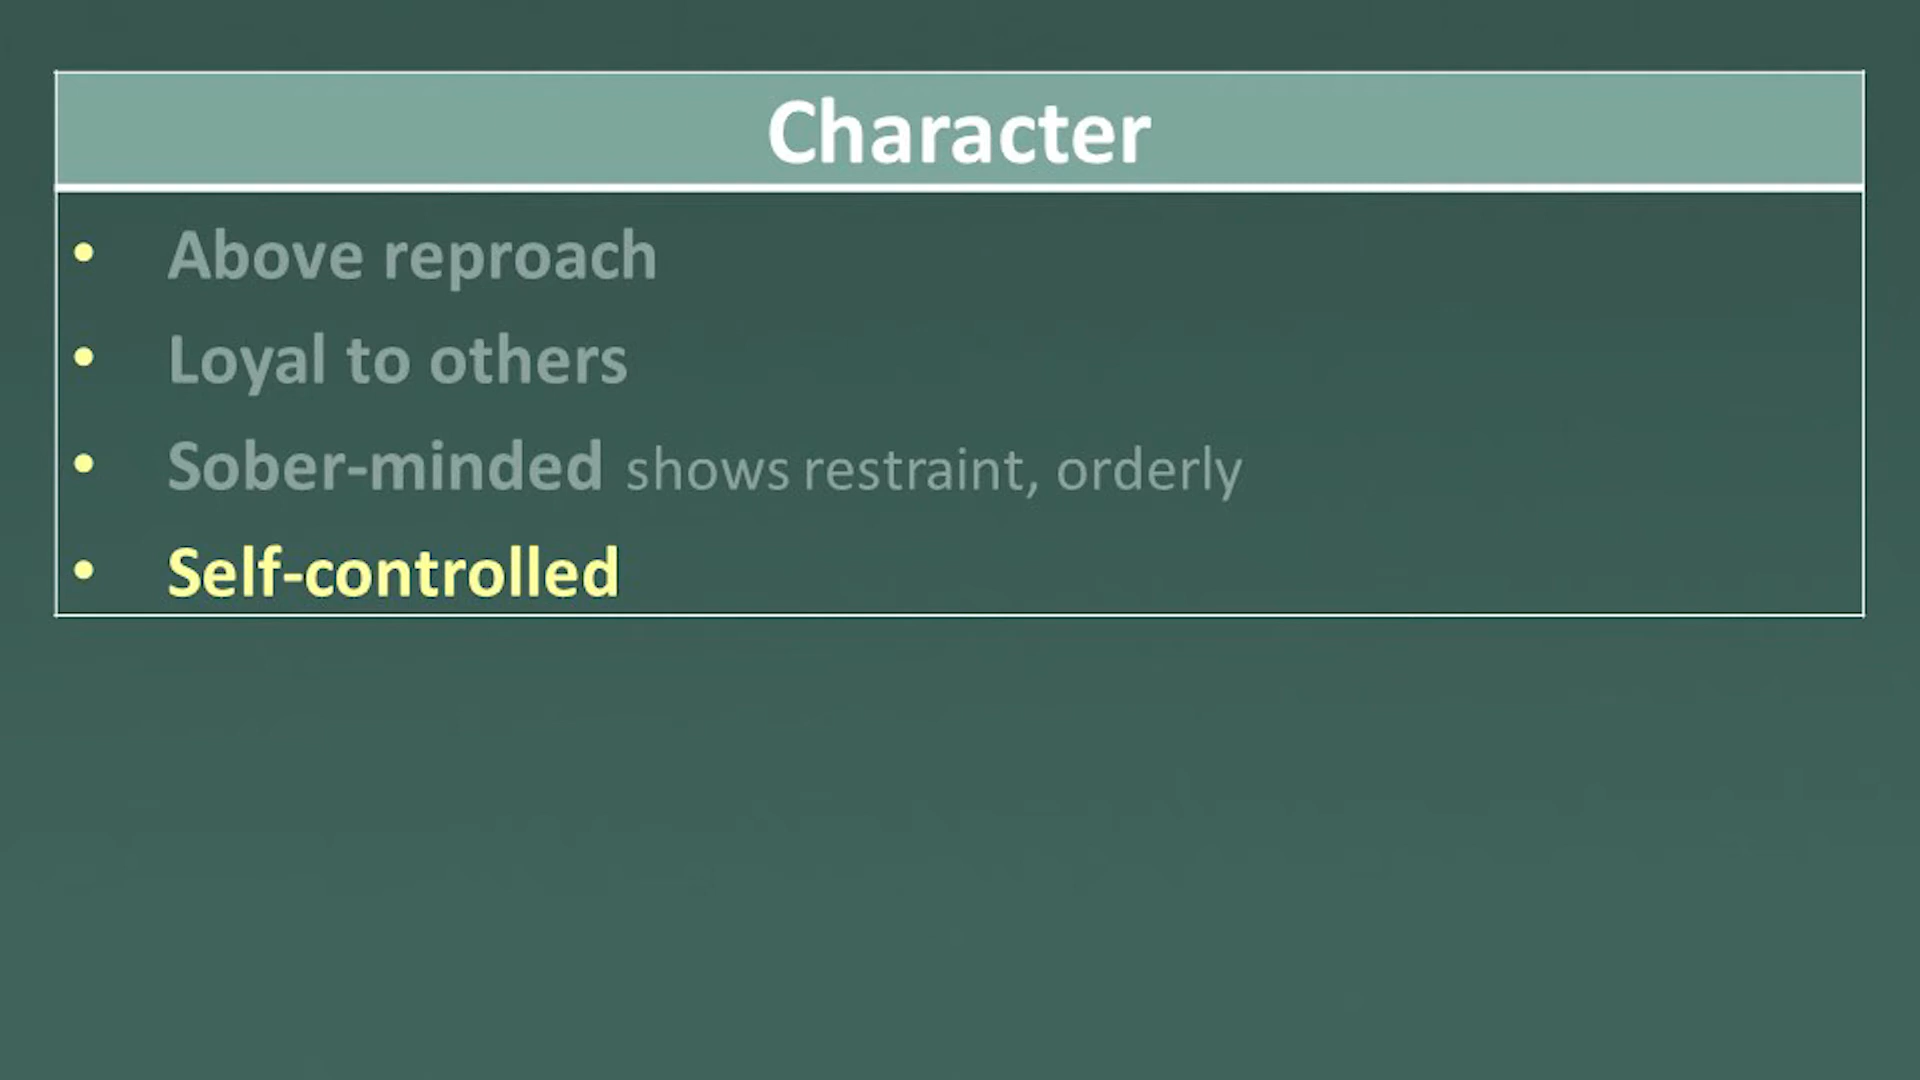 Character
• Above reproach
• Loyal to others
• Sober-minded shows restraint, orderly
• Self-controlled